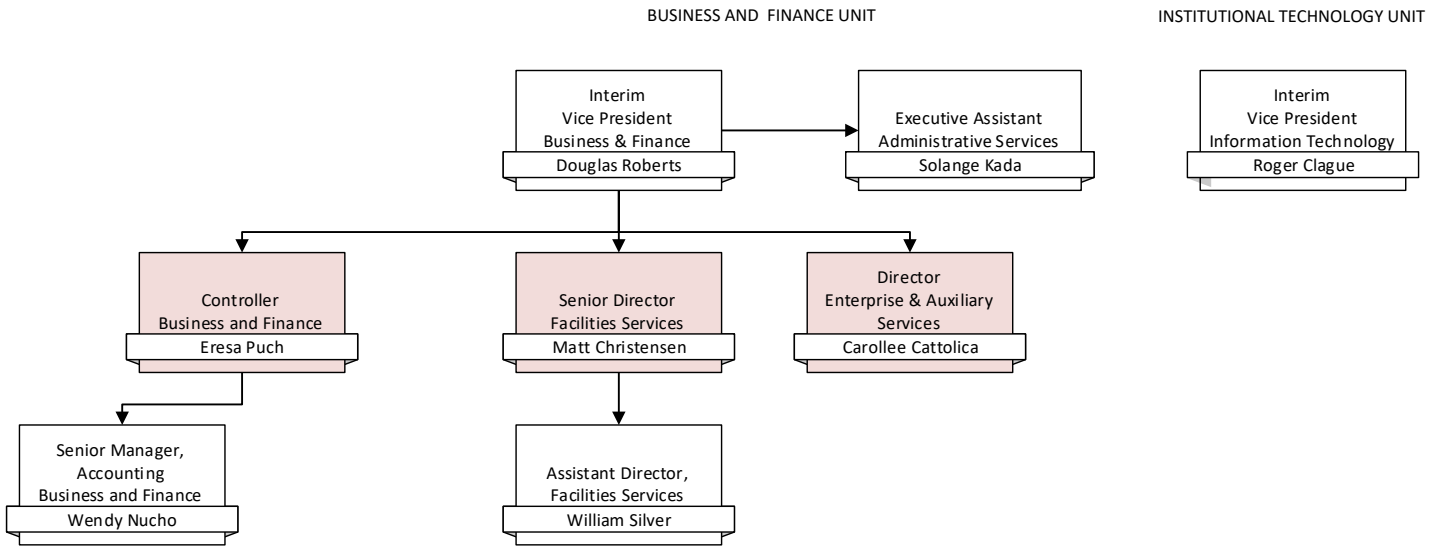 BUSINESS AND  FINANCE UNIT
INSTITUTIONAL TECHNOLOGY UNIT
Interim
Vice President
Business & Finance
Douglas Roberts
Executive Assistant
Administrative Services
Solange Kada
Interim
Vice President
Information Technology
Roger Clague
Controller
Business and Finance
Eresa Puch
Senior Director
Facilities Services
Matt Christensen
Director
Enterprise & Auxiliary
Services
Carollee Cattolica
Senior Manager,
Accounting
Business and Finance
Wendy Nucho
Assistant Director,
Facilities Services
William Silver